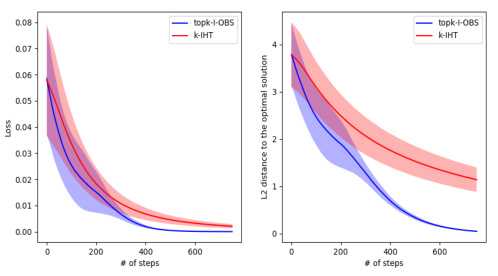 topk-I-OBS
k-IHT
Loss
0.08
0.07
0.06
0.05
0.04
0.03
0.02
0.01
0.00
0
200
400
600
# of steps
topk-I-OBS
k-IHT
L2 distance to the optimal solution
4
3
2
1
0
0
200
400
600
# of steps